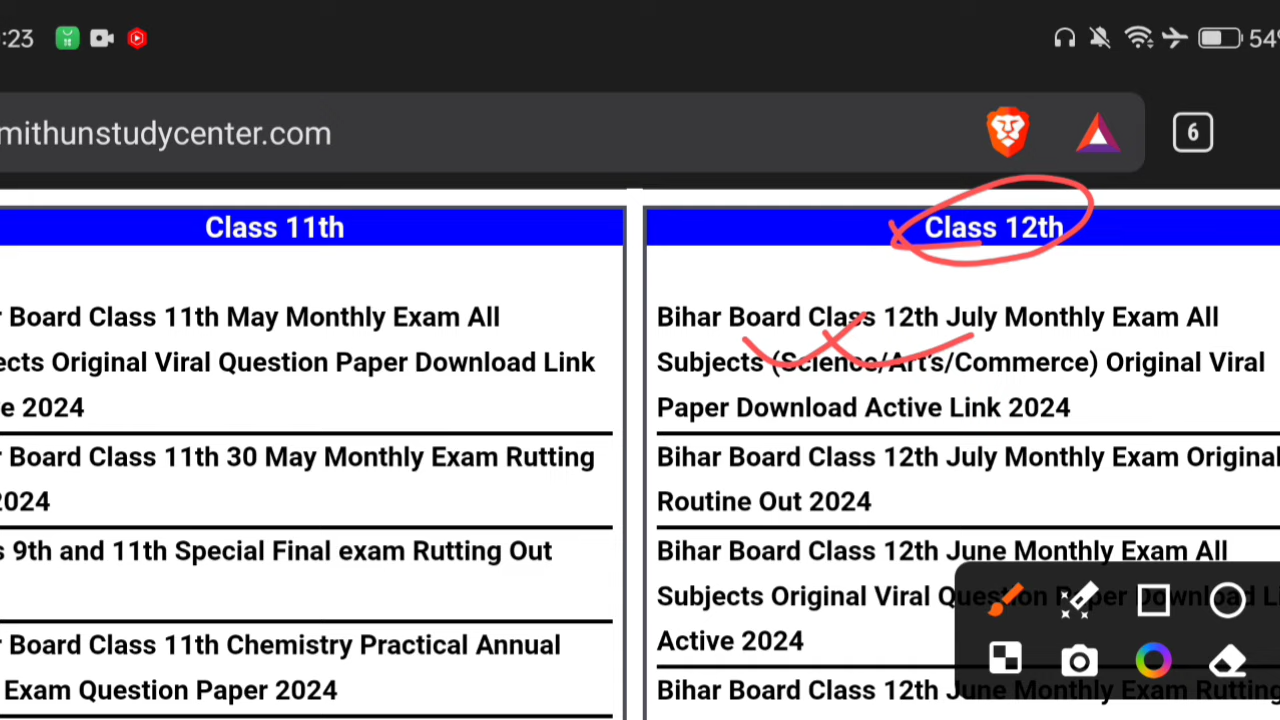 :23
54
mithunstudycenter.com
6
Class 11th
Board Class 11th May Monthly Exam All
ects Original Viral Question Paper Download Link
e 2024
Board Class 11th 30 May Monthly Exam Rutting
2024
s 9th and 11th Special Final exam Rutting Out
Board Class 11th Chemistry Practical Annual
Exam Question Paper 2024
Class 12th
Bihar Board Class 12th July Monthly Exam All
Subjects (Science/Art's/Commerce) Original Viral
Paper Download Active Link 2024
Bihar Board Class 12th July Monthly Exam Original
Routine Out 2024
Bihar Board Class 12th June Monthly Exam All
Subjects Original Viral Question Paper Download Li
Active 2024
Bihar Board Class 12th June Monthly Exam Rutting